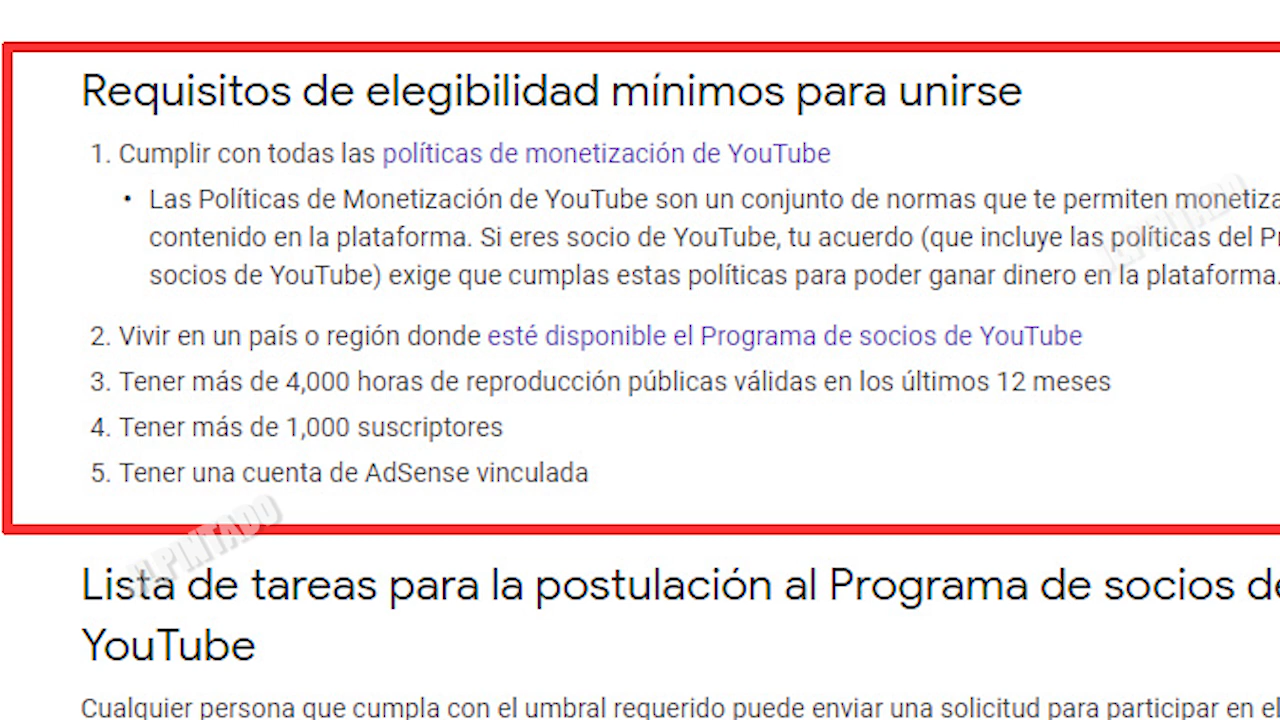 Requisitos de elegibilidad mínimos para unirse
1. Cumplir con todas las políticas de monetización de YouTube
• Las Políticas de Monetización de YouTube son un conjunto de normas que te permiten
contenido en la plataforma. Si eres socio de YouTube, tu acuerdo (que incluye las políticas del
socios de YouTube) exige que cumplas estas políticas para poder ganar dinero en la plataforma.
2. Vivir en un país o región donde esté disponible el Programa de socios de YouTube
3. Tener más de 4,000 horas de reproducción públicas válidas en los últimos 12 meses
4. Tener más de 1,000 suscriptores
5. Tener una cuenta de AdSense vinculada
Lista de tareas para la postulación al Programa de socios de
YouTube
Cualquier persona que cumpla con el umbral requerido puede enviar una solicitud para participar en el